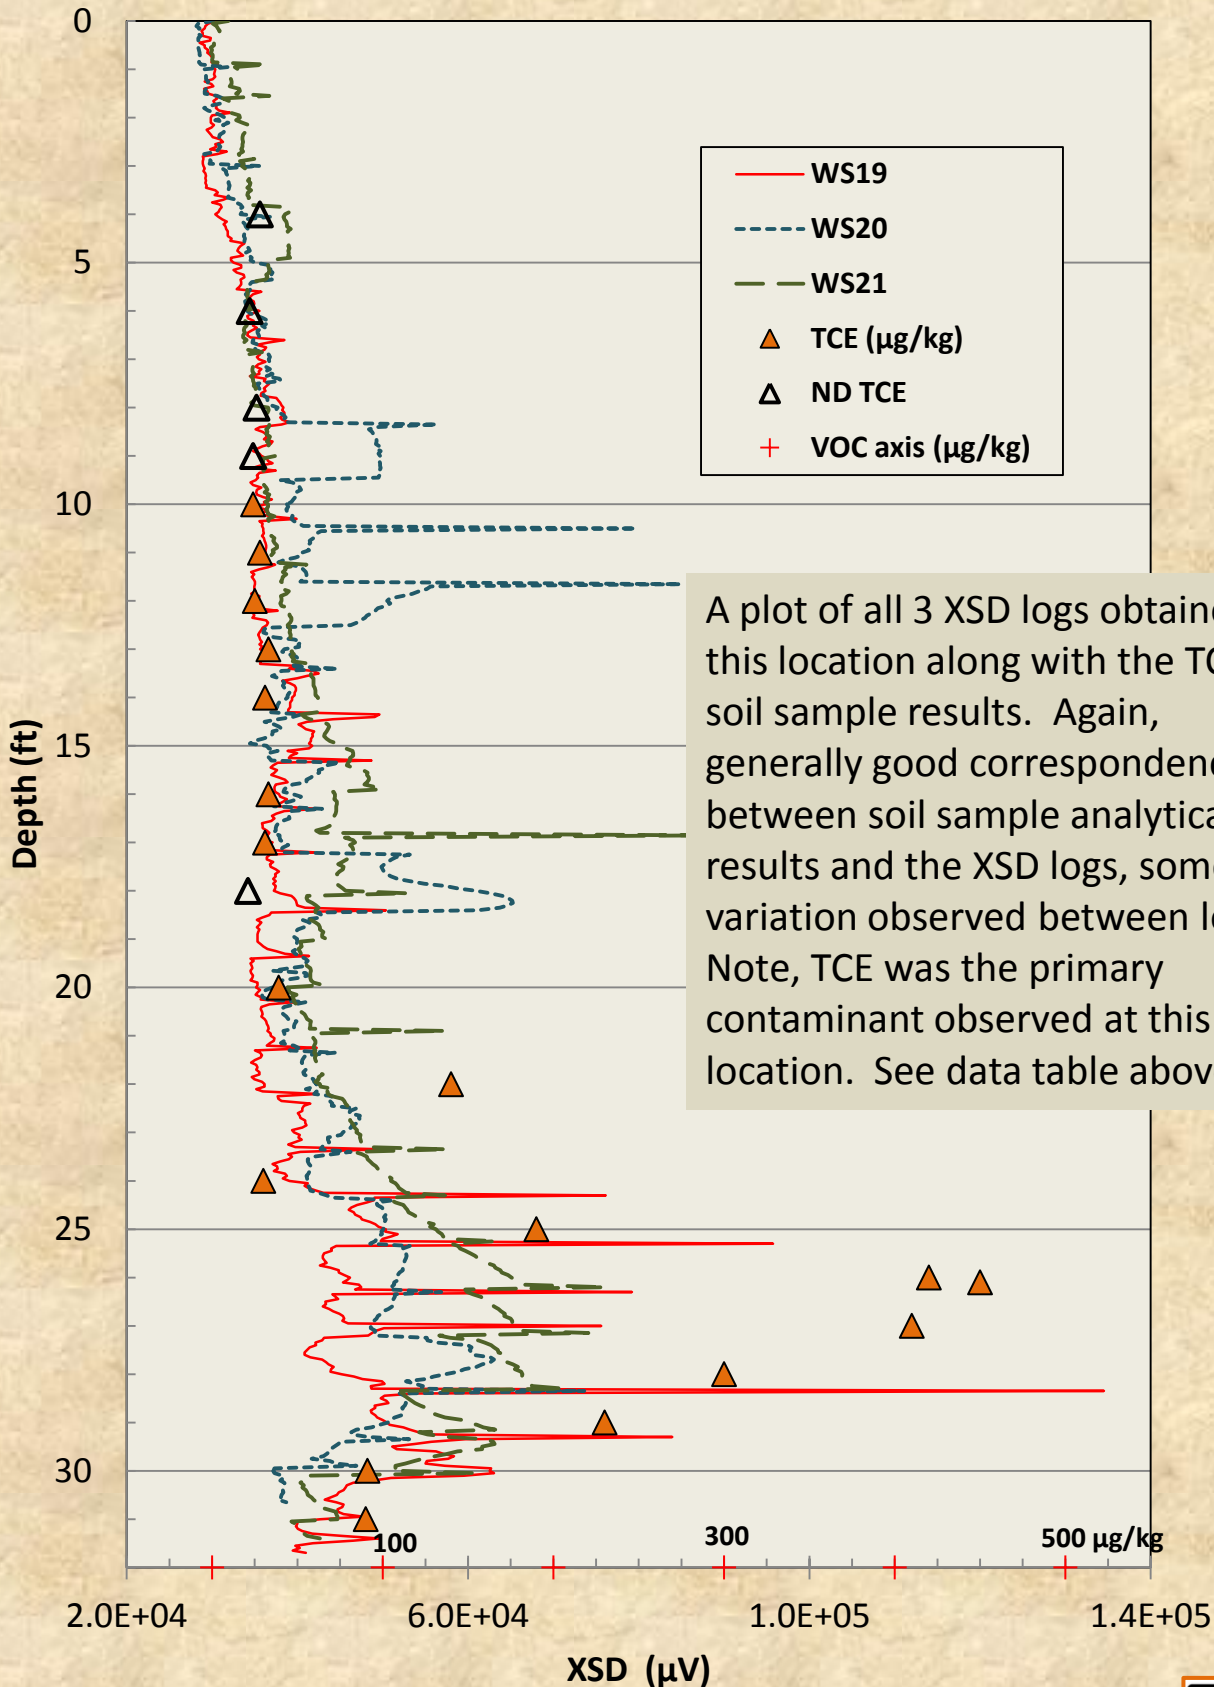 0
5
10
15
20
25
30
Depth (ft)
WS19
WS20
WS21
TCE (µg/kg)
ND TCE
VOC axis (µg/kg)
A plot of all 3 XSD logs obtaine
this location along with the TC
soil sample results. Again,
generally good correspondenc
between soil sample analytica
results and the XSD logs, some
variation observed between l
Note, TCE was the primary
contaminant observed at this
location. See data table abov
100
300
500 µg/kg
2.0E+04
6.0E+04
1.0E+05
1.4E+05
XSD (µV)